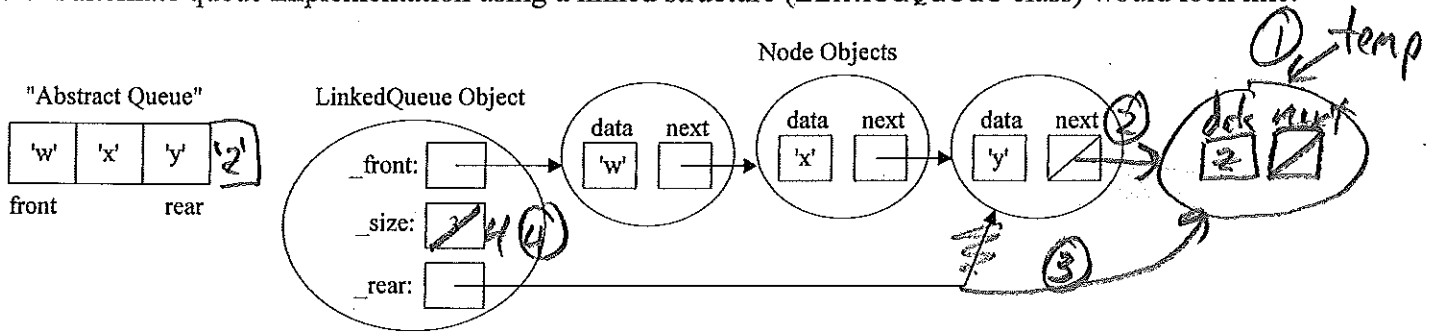 alternate queue implementation using a linked structure (LinkedQueue class) would look like:
① temp
Node Objects
"Abstract Queue"
LinkedQueue Object
data next
data next
data next
②
data next
'w' 'x' 'y' 'z'
_front:
'w'
'x'
'y'
z
front rear
_size:
3 4 ④
③
_rear: